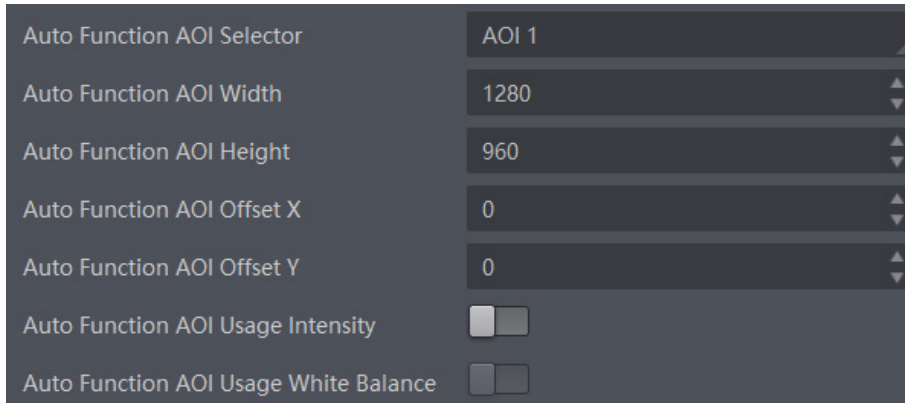 Auto Function AOI Selector AOI 1
Auto Function AOI Width 1280
Auto Function AOI Height 960
Auto Function AOI Offset X 0
Auto Function AOI Offset Y 0
Auto Function AOI Usage Intensity
Auto Function AOI Usage White Balance